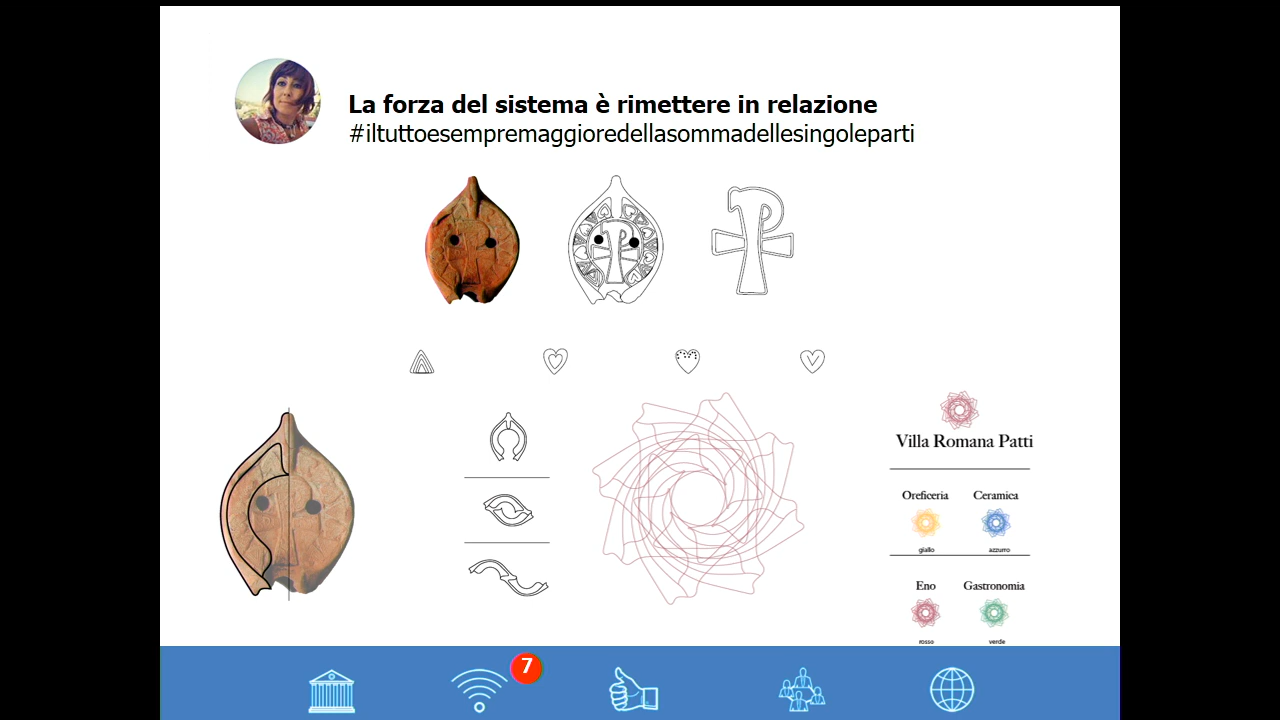 La forza del sistema è rimettere in relazione
#iltuttoesempremaggioredellasommadellesingoleparti
Villa Romana Patti
Oreficeria Ceramica
giallo azzurro
Eno Gastronomia
rosso verde
7